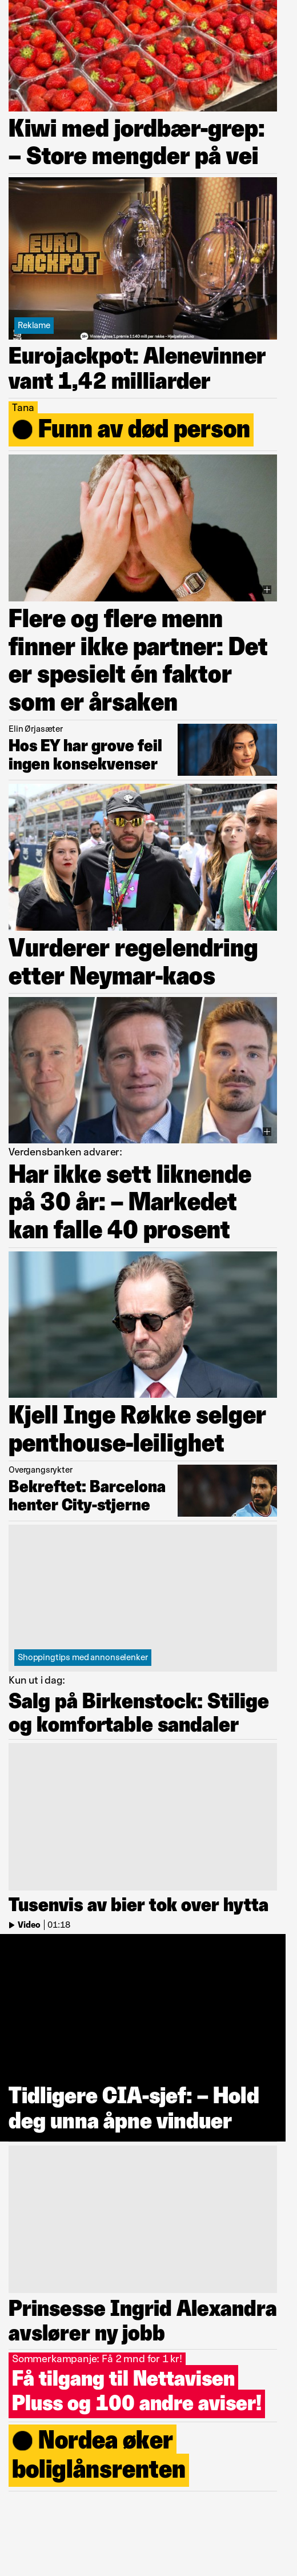 Kiwi med jordbær-grep:
– Store mengder på vei
EURO
JACKPOT
Reklame
Eurojackpot: Alenevinner
vant 1,42 milliarder
Tana
Funn av død person
Flere og flere menn
finner ikke partner: Det
er spesielt én faktor
som er årsaken
Elin Ørjasæter
Hos EY har grove feil
ingen konsekvenser
Vurderer regelendring
etter Neymar-kaos
Verdensbanken advarer:
Har ikke sett liknende
på 30 år: – Markedet
kan falle 40 prosent
Kjell Inge Røkke selger
penthouse-leilighet
Overgangsrykter
Bekreftet: Barcelona
henter City-stjerne
Shoppingtips med annonselenker
Kun ut i dag:
Salg på Birkenstock: Stilige
og komfortable sandaler
Tusenvis av bier tok over hytta
Video | 01:18
Tidligere CIA-sjef: – Hold
deg unna åpne vinduer
Prinsesse Ingrid Alexandra
avslører ny jobb
Sommerkampanje: Få 2 mnd for 1 kr!
Få tilgang til Nettavisen
Pluss og 100 andre aviser!
Nordea øker
boliglånsrenten